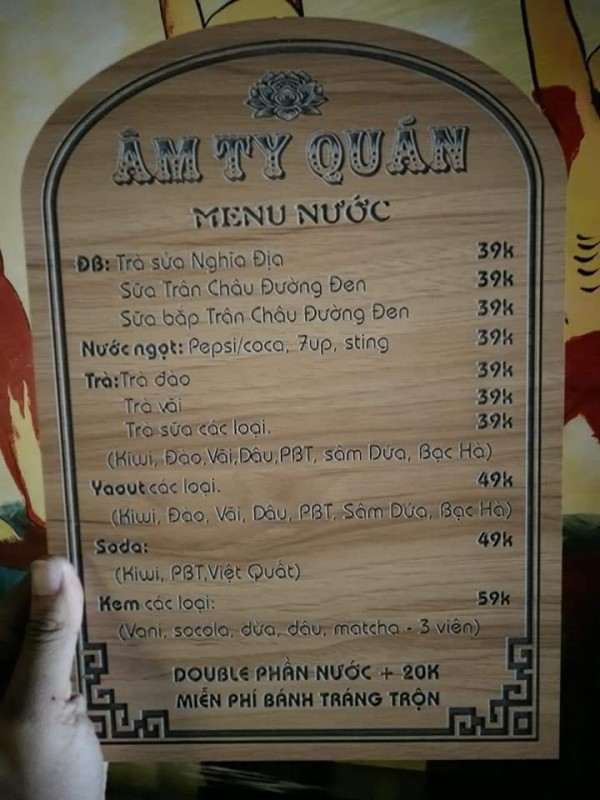 ÂM TY QUÁN
MENU NƯỚC
ĐB: Trà sữa Nghĩa Địa 39k
Sữa Trân Châu Đường Đen 39k
Sữa bắp Trân Châu Đường Đen 39k
Nước ngọt: Pepsi/coca, 7up, sting 39k
Trà:Trà đào 39k
Trà vải 39k
Trà sữa các loại. 39k
(Kiwi, Đào,Vải,Dâu,PBT, sâm Dứa, Bạc Hà)
Yaout các loại. 49k
(Kiwi, Đào, Vải, Dâu, PBT, Sâm Dứa, Bạc Hà)
Soda: 49k
(Kiwi, PBT,Việt Quất)
Kem các loại: 59k
(Vani, socola, dừa, dâu, matcha - 3 viên)
DOUBLE PHẦN NƯỚC + 20K
MIỄN PHÍ BÁNH TRÁNG TRỘN